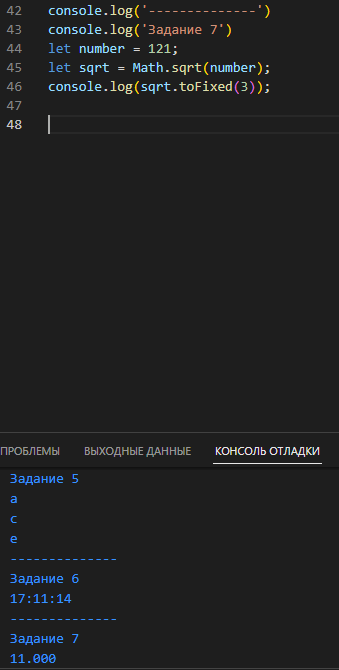 42 console.log('--------------')
43 console.log('Задание 7')
44 let number = 121;
45 let sqrt = Math.sqrt(number);
46 console.log(sqrt.toFixed(3));
47
48
ПРОБЛЕМЫ ВЫХОДНЫЕ ДАННЫЕ КОНСОЛЬ ОТЛАДКИ
Задание 5
a
c
e
--------------
Задание 6
17:11:14
--------------
Задание 7
11.000